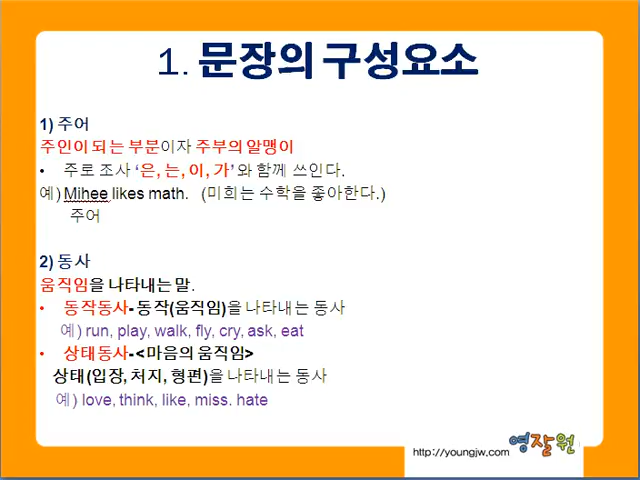 1. 문장의 구성요소
1) 주어
주인이 되는 부분이자 주부의 알맹이
• 주로 조사 ‘은, 는, 이, 가’ 와 함께 쓰인다.
예) Mihee likes math. (미희는 수학을 좋아한다.)
주어
2) 동사
움직임을 나타내는 말.
• 동작동사- 동작(움직임)을 나타내는 동사
예) run, play, walk, fly, cry, ask, eat
• 상태동사-<마음의 움직임>
상태(입장, 처지, 형편)을 나타내는 동사
예) love, think, like, miss. hate
http://youngjw.com 영잘원